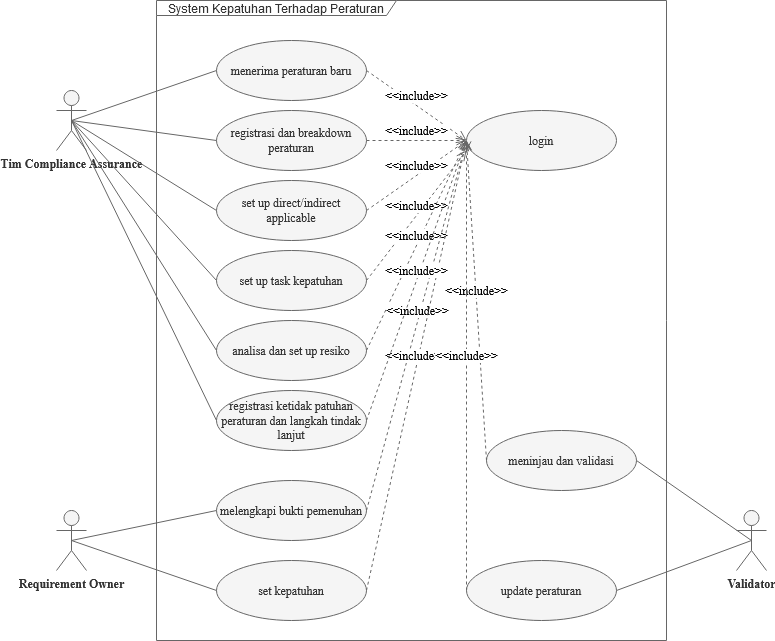 System Kepatuhan Terhadap Peraturan
menerima peraturan baru
<<include>>
registrasi dan breakdown
peraturan
<<include>>
login
Tim Compliance Assurance
<<include>>
set up direct/indirect
applicable
<<include>>
<<include>>
set up task kepatuhan
<<include>>
<<include>>
<<include>>
analisa dan set up resiko
<<include
<<include>>
registrasi ketidak patuhan
peraturan dan langkah tindak
lanjut
meninjau dan validasi
melengkapi bukti pemenuhan
Requirement Owner
set kepatuhan
update peraturan
Validator